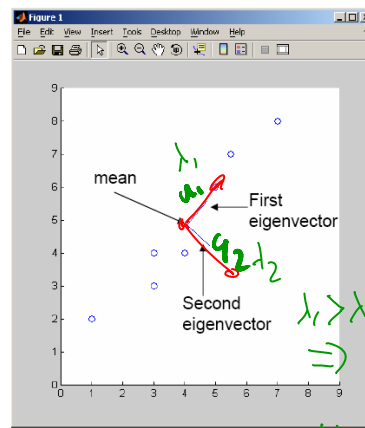 Figure 1
File Edit View Insert Tools Desktop Window Help
9
8
7
λ₁
6
mean
u₁
First
eigenvector
5
u₂
λ₂
4
3
Second
eigenvector
λ₁ > λ
2
⇒
1
0
0 1 2 3 4 5 6 7 8 9